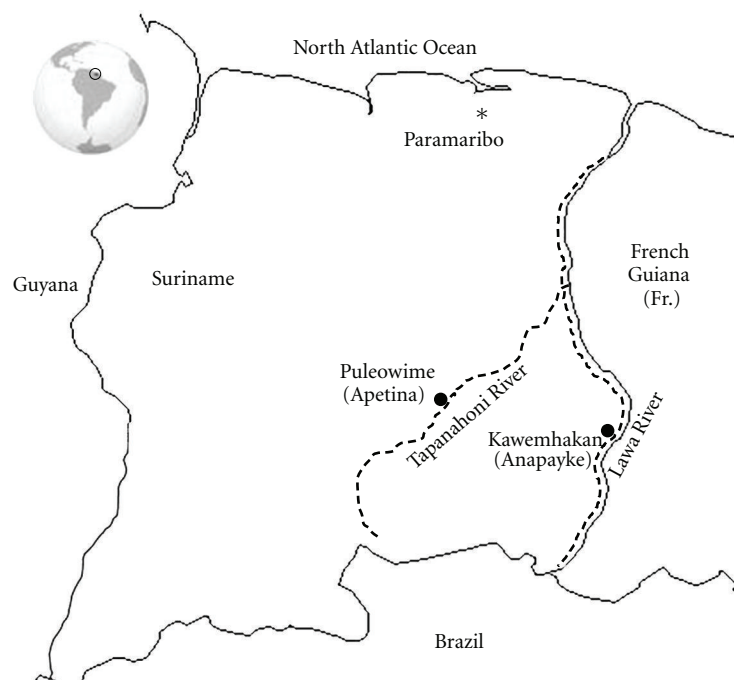 North Atlantic Ocean
*
Paramaribo
French
Guiana
(Fr.)
Guyana
Suriname
Puleowime
(Apetina)
Tapanahoni River
Kawemhakan
(Anapayke)
Lawa River
Brazil